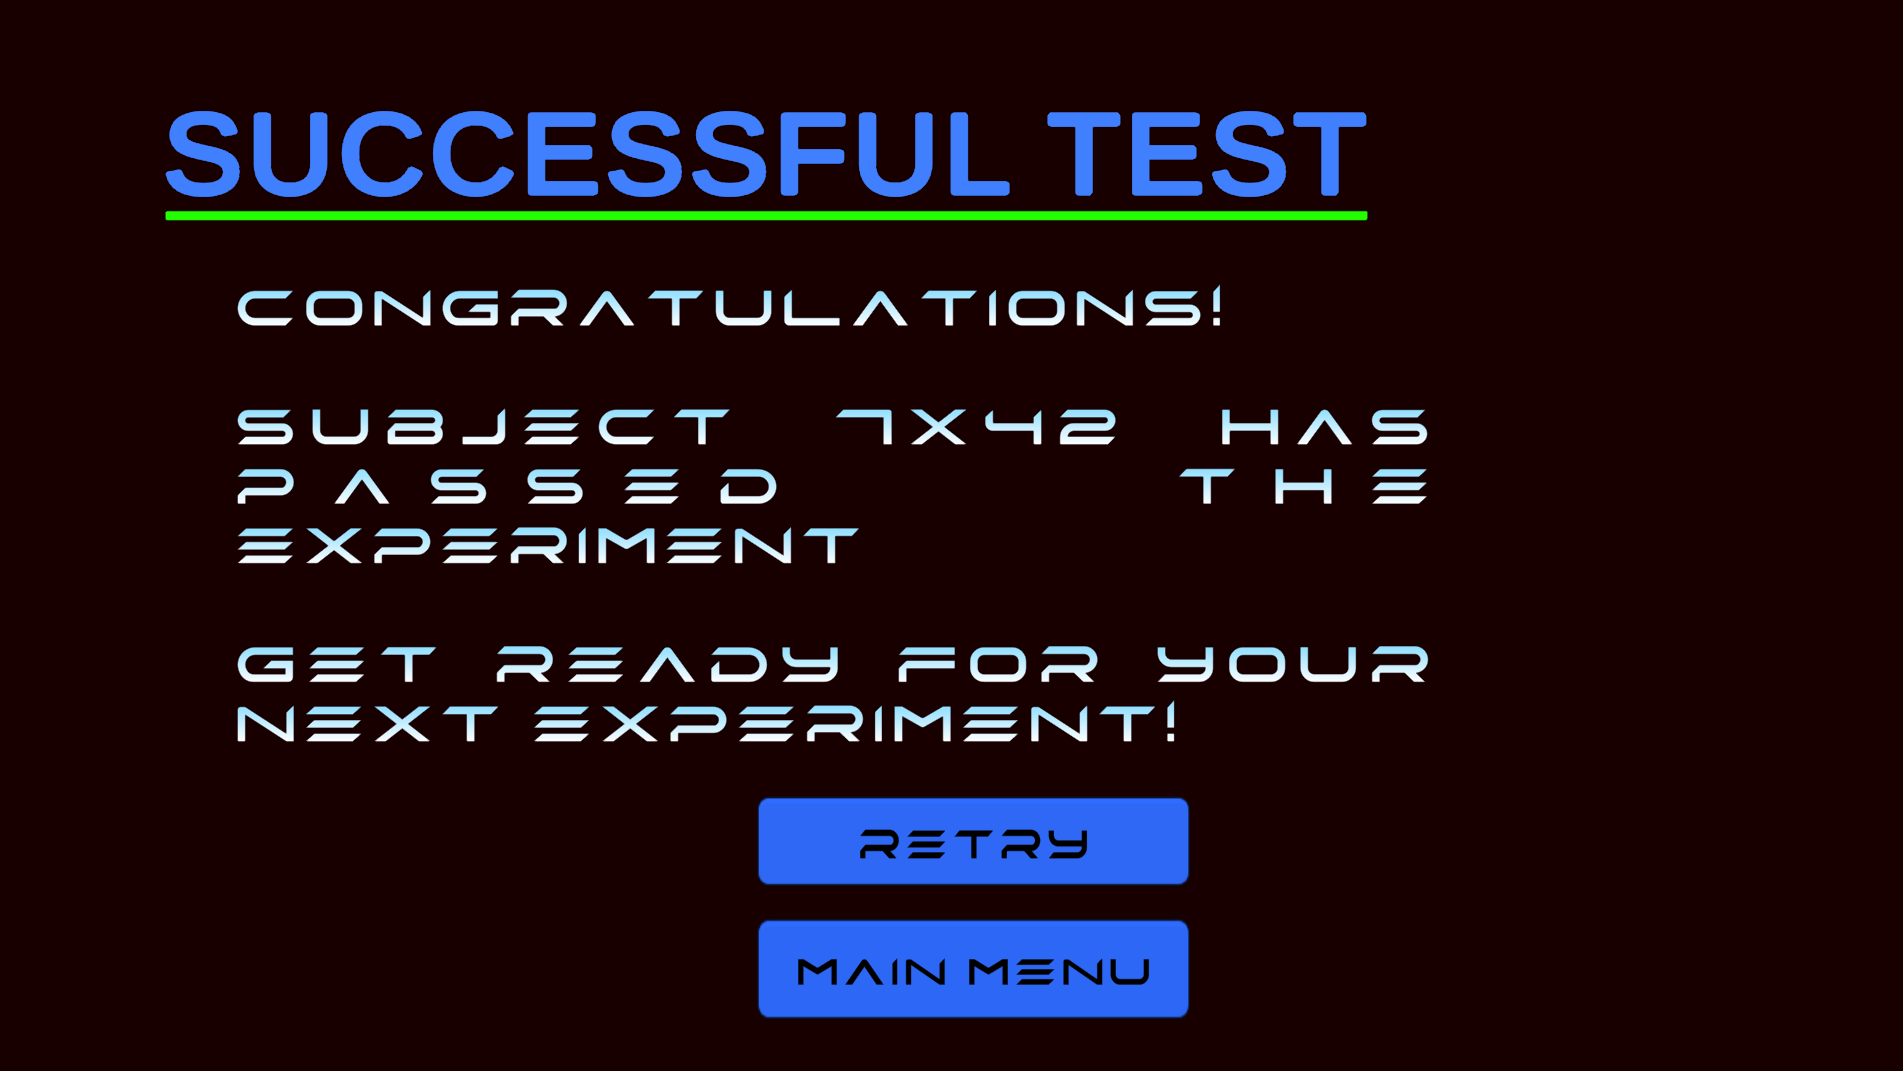 SUCCESSFUL TEST
CONGRATULATIONS!
SUBJECT 7X42 HAS
PASSED THE
EXPERIMENT
GET READY FOR YOUR
NEXT EXPERIMENT!
RETRY
MAIN MENU